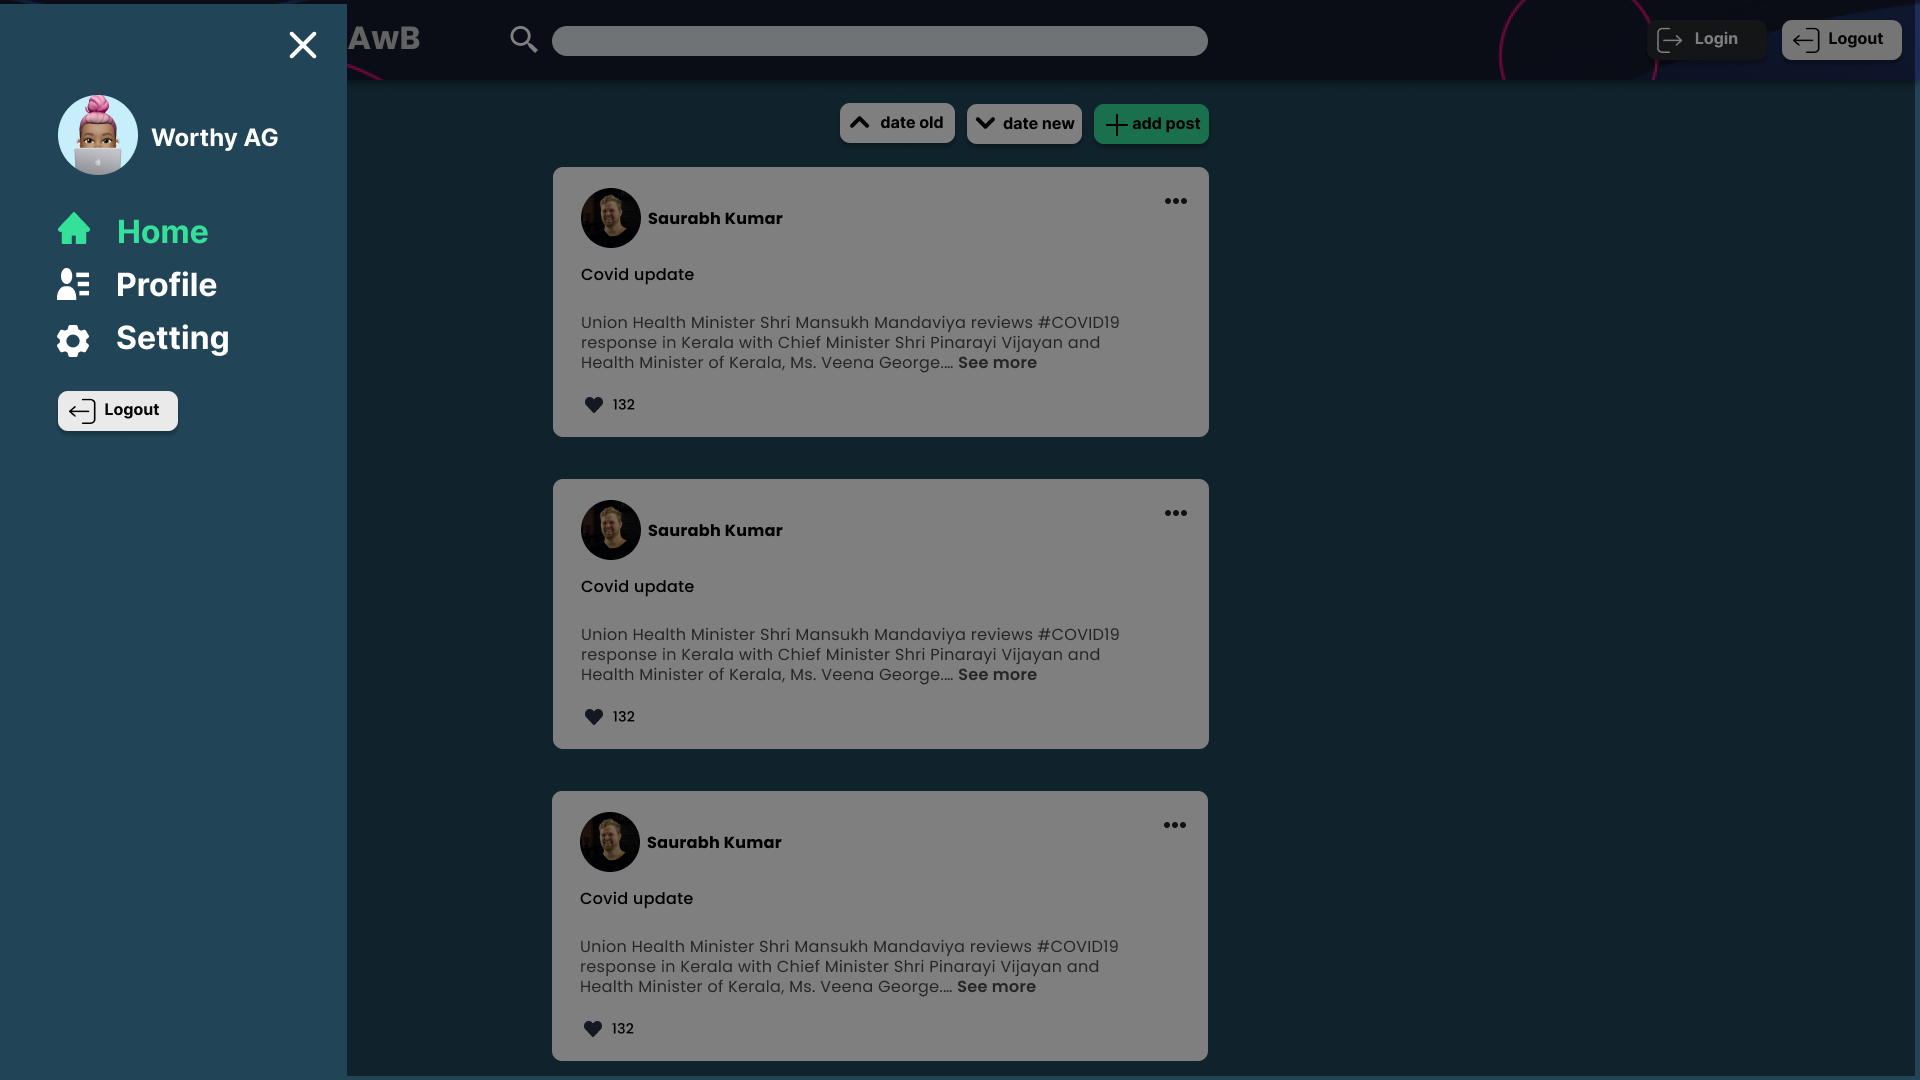 AwB
Login
Logout
Worthy AG
Home
Profile
Setting
Logout
date old
date new
add post
Saurabh Kumar
Covid update
Union Health Minister Shri Mansukh Mandaviya reviews #COVID19
response in Kerala with Chief Minister Shri Pinarayi Vijayan and
Health Minister of Kerala, Ms. Veena George.... See more
132
Saurabh Kumar
Covid update
Union Health Minister Shri Mansukh Mandaviya reviews #COVID19
response in Kerala with Chief Minister Shri Pinarayi Vijayan and
Health Minister of Kerala, Ms. Veena George.... See more
132
Saurabh Kumar
Covid update
Union Health Minister Shri Mansukh Mandaviya reviews #COVID19
response in Kerala with Chief Minister Shri Pinarayi Vijayan and
Health Minister of Kerala, Ms. Veena George.... See more
132